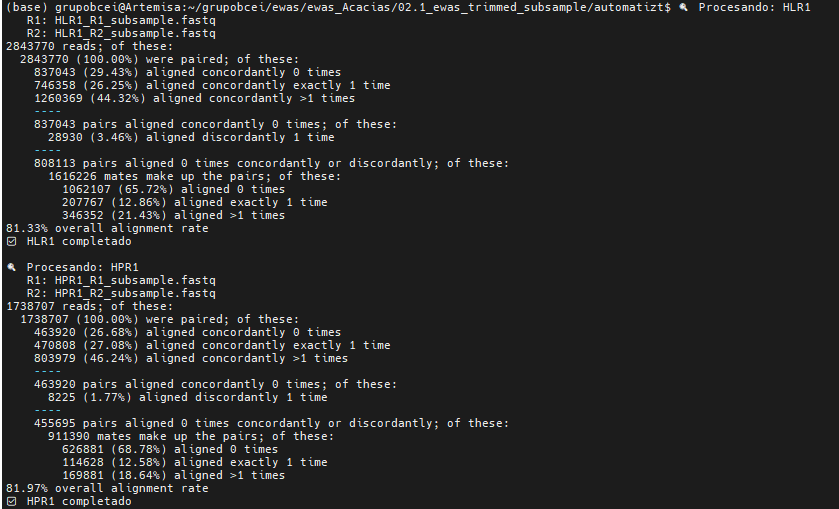 (base) grupobcei@Artemisa:~/grupobcei/ewas/ewas_Acacias/02.1_ewas_trimmed_subsample/automatizt$ 🔍 Procesando: HLR1
   R1: HLR1_R1_subsample.fastq
   R2: HLR1_R2_subsample.fastq
2843770 reads; of these:
  2843770 (100.00%) were paired; of these:
    837043 (29.43%) aligned concordantly 0 times
    746358 (26.25%) aligned concordantly exactly 1 time
    1260369 (44.32%) aligned concordantly >1 times
    ----
    837043 pairs aligned concordantly 0 times; of these:
      28930 (3.46%) aligned discordantly 1 time
    ----
    808113 pairs aligned 0 times concordantly or discordantly; of these:
      1616226 mates make up the pairs; of these:
        1062107 (65.72%) aligned 0 times
        207767 (12.86%) aligned exactly 1 time
        346352 (21.43%) aligned >1 times
81.33% overall alignment rate
☑ HLR1 completado

🔍 Procesando: HPR1
   R1: HPR1_R1_subsample.fastq
   R2: HPR1_R2_subsample.fastq
1738707 reads; of these:
  1738707 (100.00%) were paired; of these:
    463920 (26.68%) aligned concordantly 0 times
    470808 (27.08%) aligned concordantly exactly 1 time
    803979 (46.24%) aligned concordantly >1 times
    ----
    463920 pairs aligned concordantly 0 times; of these:
      8225 (1.77%) aligned discordantly 1 time
    ----
    455695 pairs aligned 0 times concordantly or discordantly; of these:
      911390 mates make up the pairs; of these:
        626881 (68.78%) aligned 0 times
        114628 (12.58%) aligned exactly 1 time
        169881 (18.64%) aligned >1 times
81.97% overall alignment rate
☑ HPR1 completado